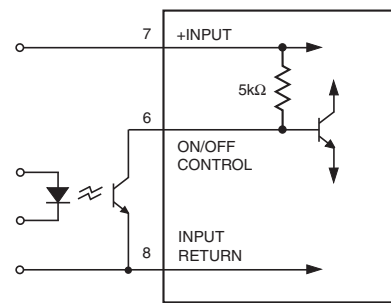 7 +INPUT
5kΩ
6
ON/OFF
CONTROL
INPUT
8 RETURN